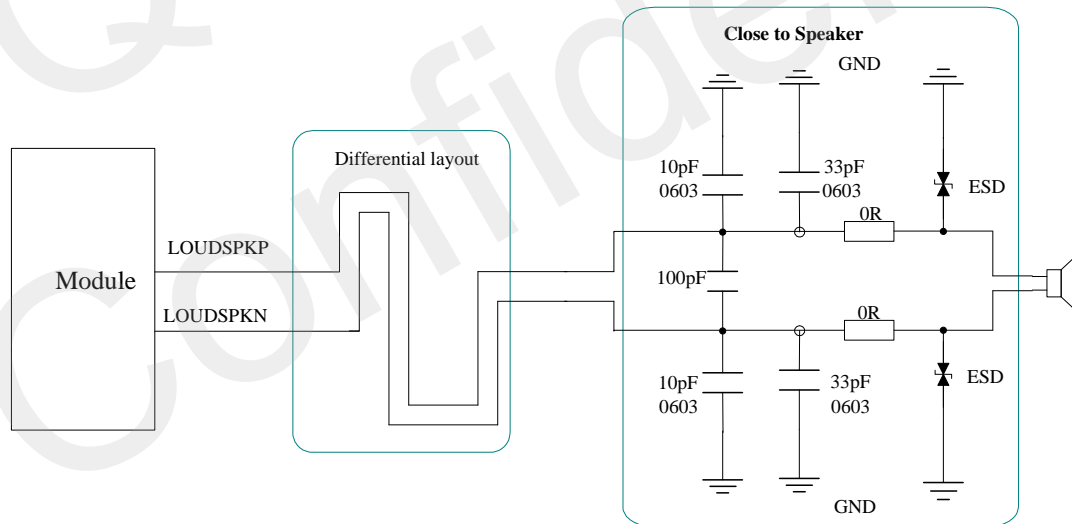 Close to Speaker
GND
Differential layout
10pF
0603
33pF
0603
ESD
0R
LOUDSPKP
Module
100pF
LOUDSPKN
0R
10pF
0603
33pF
0603
ESD
GND
Confiden